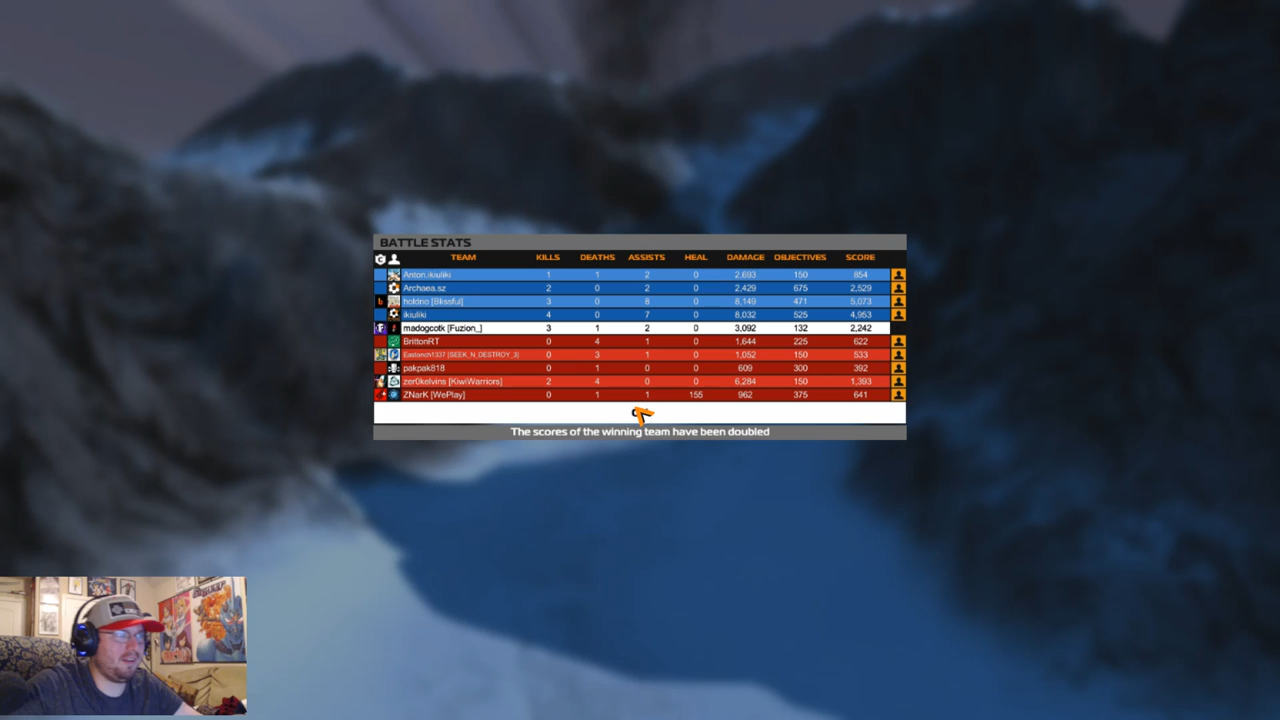 BATTLE STATS
TEAM KILLS DEATHS ASSISTS HEAL DAMAGE OBJECTIVES SCORE
Anton.ikiuliki 1 1 2 0 2,693 150 854
Archaea.sz 2 0 2 0 2,429 675 2,529
holdno [Blissful] 3 0 8 0 8,149 471 5,073
ikiuliki 4 0 7 0 8,032 525 4,953
madogcotk [Fuzion_] 3 1 2 0 3,092 132 2,242
BrittonRT 0 4 1 0 1,644 225 622
0 3 1 0 1,052 150 533
pakpak818 0 1 0 0 609 300 392
zer0kelvins [KiwiWarriors] 2 4 0 0 6,284 150 1,393
ZNarK [WePlay] 0 1 1 155 962 375 641
The scores of the winning team have been doubled